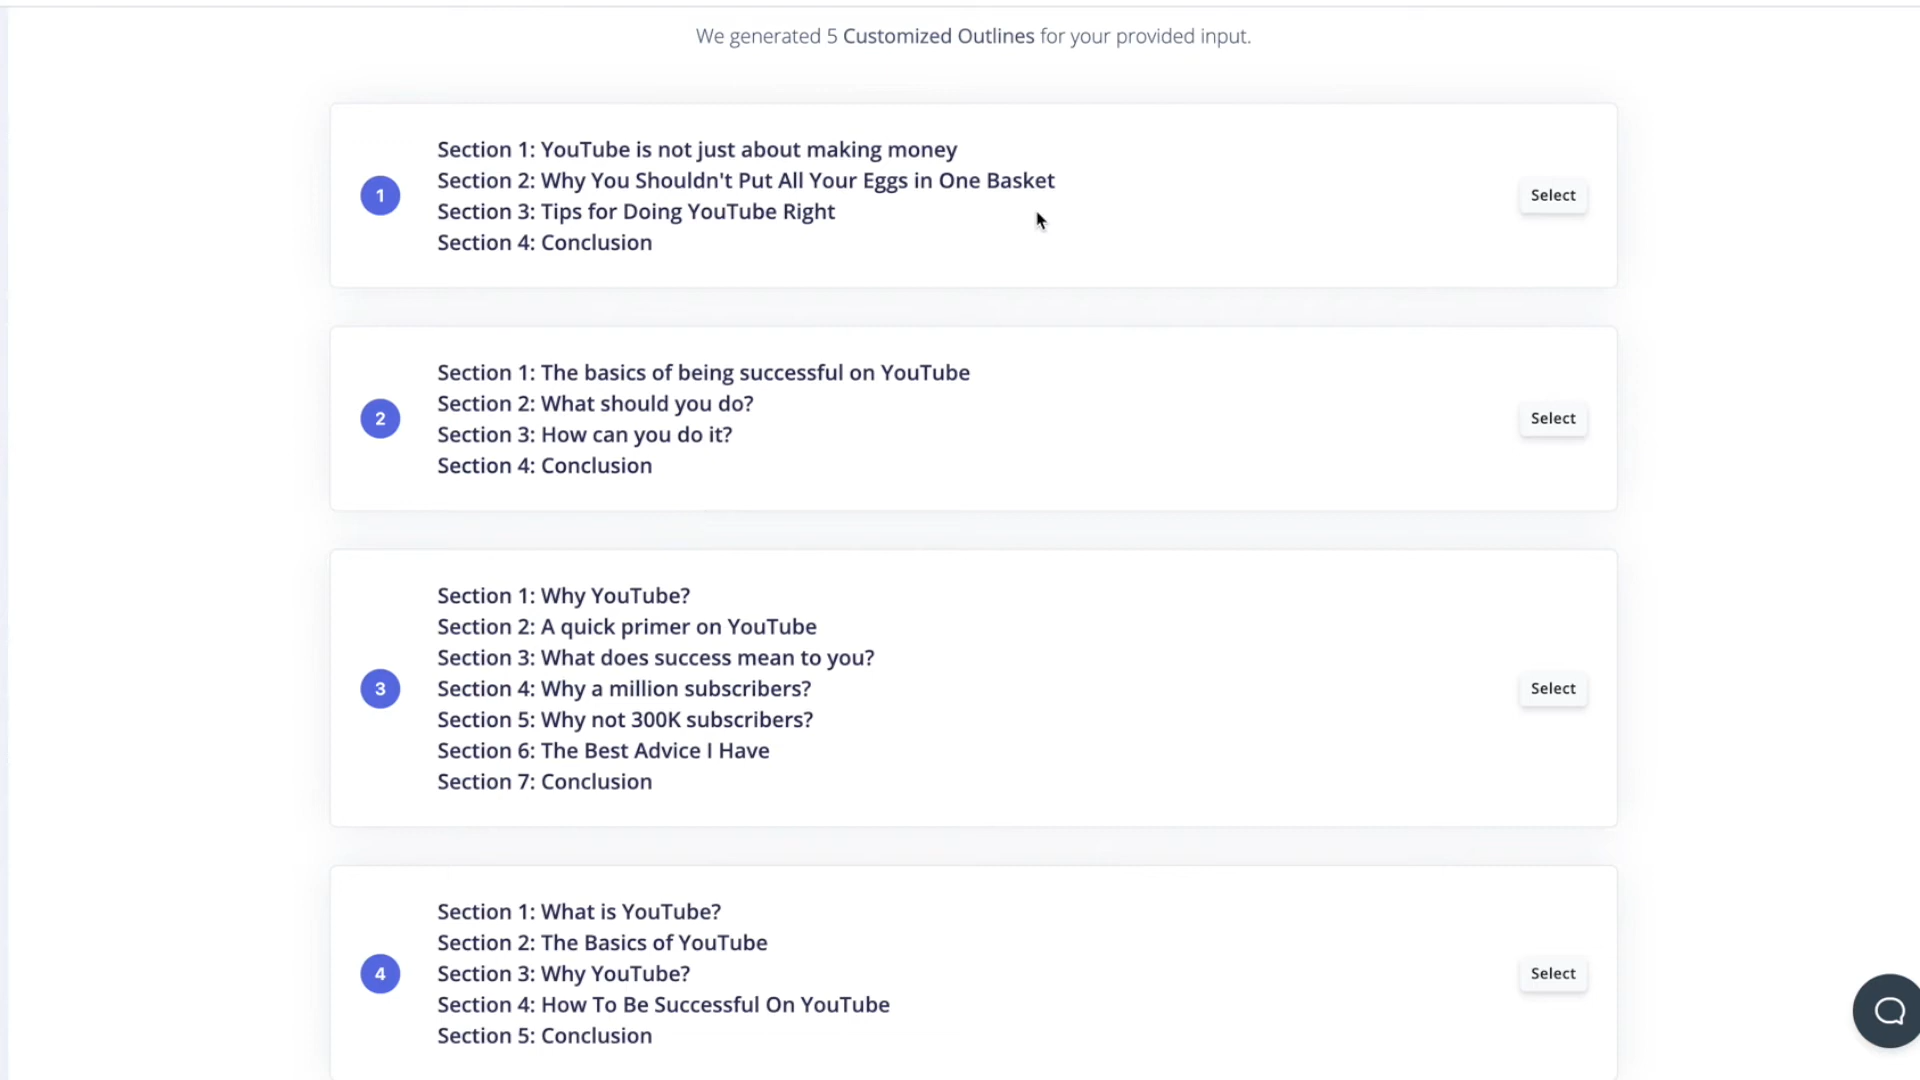 We generated 5 Customized Outlines for your provided input.
1
Section 1: YouTube is not just about making money
Section 2: Why You Shouldn't Put All Your Eggs in One Basket
Section 3: Tips for Doing YouTube Right
Section 4: Conclusion
Select
2
Section 1: The basics of being successful on YouTube
Section 2: What should you do?
Section 3: How can you do it?
Section 4: Conclusion
Select
3
Section 1: Why YouTube?
Section 2: A quick primer on YouTube
Section 3: What does success mean to you?
Section 4: Why a million subscribers?
Section 5: Why not 300K subscribers?
Section 6: The Best Advice I Have
Section 7: Conclusion
Select
4
Section 1: What is YouTube?
Section 2: The Basics of YouTube
Section 3: Why YouTube?
Section 4: How To Be Successful On YouTube
Section 5: Conclusion
Select